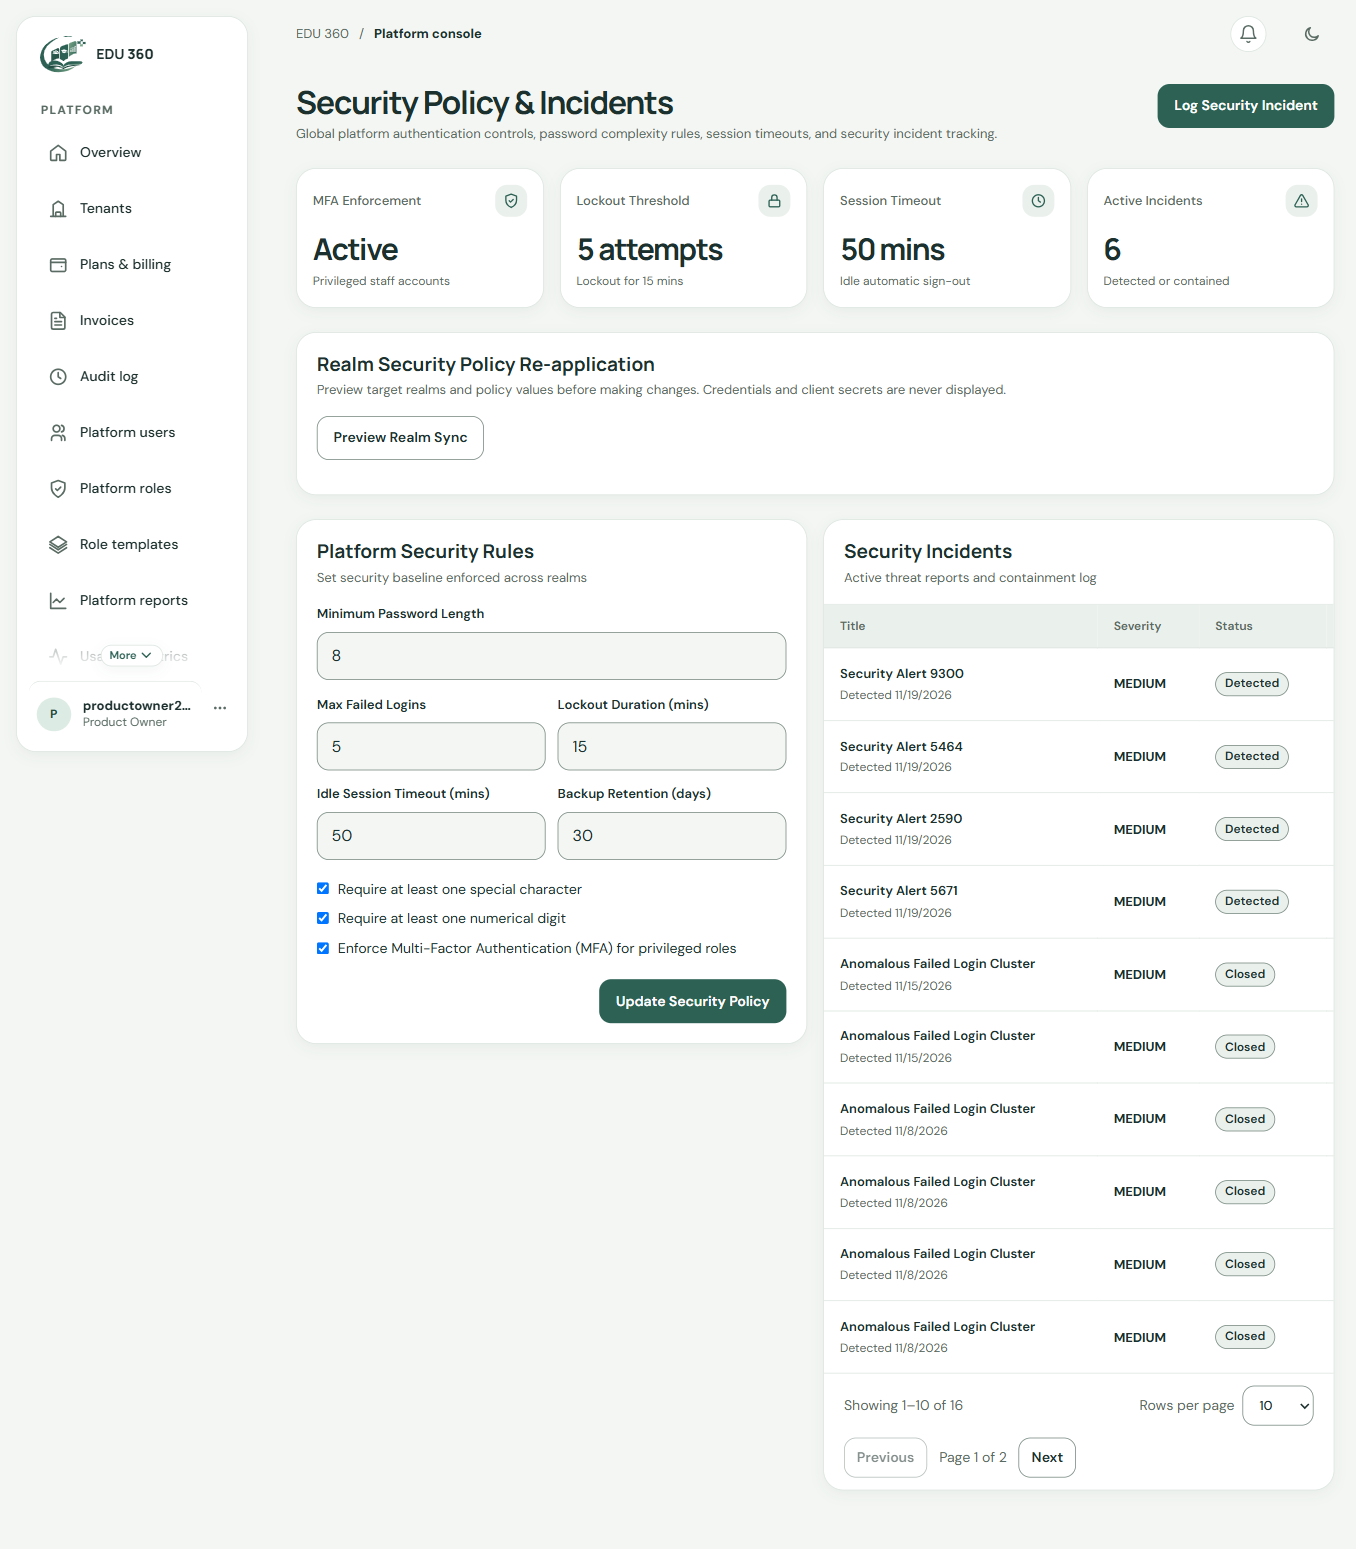 EDU 360
PLATFORM
Overview
Tenants
Plans & billing
Invoices
Audit log
Platform users
Platform roles
Role templates
Platform reports
More
P
productowner2...
Product Owner
EDU 360 / Platform console
Security Policy & Incidents
Global platform authentication controls, password complexity rules, session timeouts, and security incident tracking.
Log Security Incident
MFA Enforcement
Active
Privileged staff accounts
Lockout Threshold
5 attempts
Lockout for 15 mins
Session Timeout
50 mins
Idle automatic sign-out
Active Incidents
6
Detected or contained
Realm Security Policy Re-application
Preview target realms and policy values before making changes. Credentials and client secrets are never displayed.
Preview Realm Sync
Platform Security Rules
Set security baseline enforced across realms
Minimum Password Length
8
Max Failed Logins
5
Lockout Duration (mins)
15
Idle Session Timeout (mins)
50
Backup Retention (days)
30
Require at least one special character
Require at least one numerical digit
Enforce Multi-Factor Authentication (MFA) for privileged roles
Update Security Policy
Security Incidents
Active threat reports and containment log
Title Severity Status
Security Alert 9300
Detected 11/19/2026
MEDIUM
Detected
Security Alert 5464
Detected 11/19/2026
MEDIUM
Detected
Security Alert 2590
Detected 11/19/2026
MEDIUM
Detected
Security Alert 5671
Detected 11/19/2026
MEDIUM
Detected
Anomalous Failed Login Cluster
Detected 11/15/2026
MEDIUM
Closed
Anomalous Failed Login Cluster
Detected 11/15/2026
MEDIUM
Closed
Anomalous Failed Login Cluster
Detected 11/8/2026
MEDIUM
Closed
Anomalous Failed Login Cluster
Detected 11/8/2026
MEDIUM
Closed
Anomalous Failed Login Cluster
Detected 11/8/2026
MEDIUM
Closed
Anomalous Failed Login Cluster
Detected 11/8/2026
MEDIUM
Closed
Showing 1–10 of 16
Rows per page 10
Previous Page 1 of 2 Next